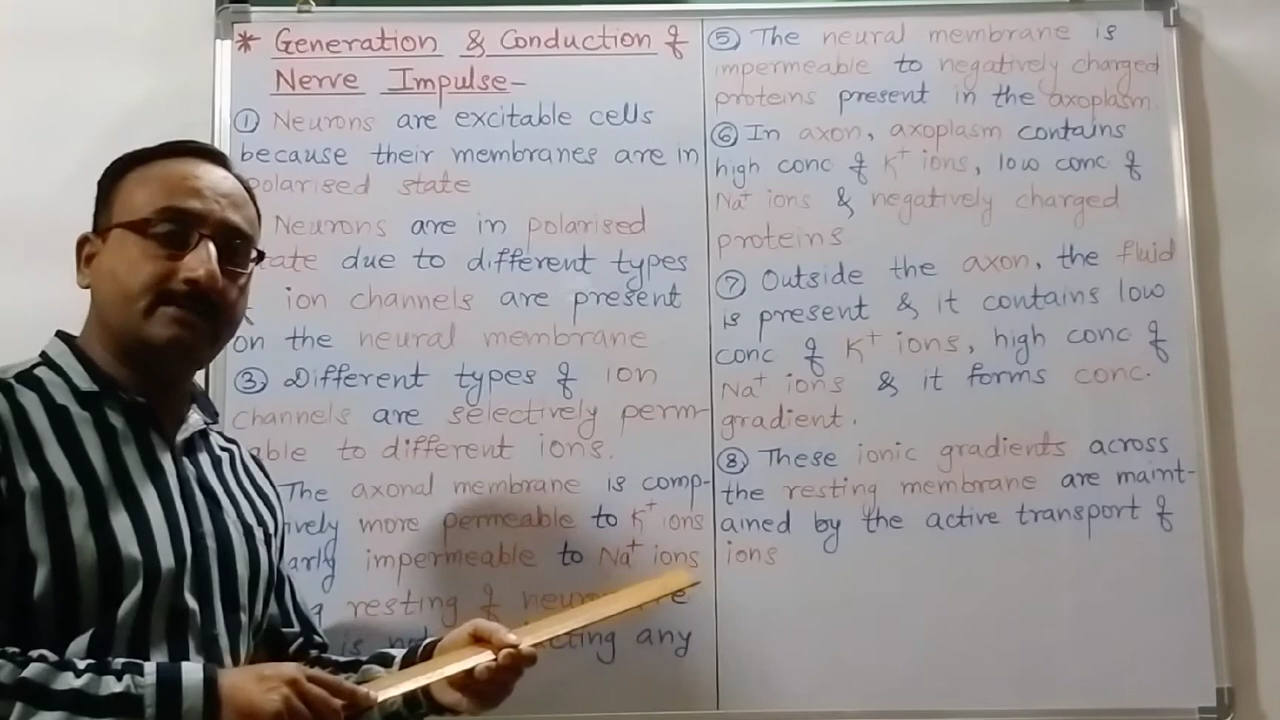 * Generation & Conduction of
Nerve Impulse-
① Neurons are excitable cells
because their membranes are in
polarised state
Neurons are in polarised
tate due to different types
ion channels are present
on the neural membrane
③ Different types of ion
channels are selectively perm-
able to different ions.
The axonal membrane is comp-
ively more permeable to K⁺ ions
arly impermeable to Na⁺ ions
resting of
is cting any
⑤ The neural membrane is
impermeable to negatively charged
proteins present in the axoplasm.
⑥ In axon, axoplasm contains
high conc of K⁺ ions, low conc of
Na⁺ ions & negatively charged
proteins
⑦ Outside the axon, the fluid
is present & it contains low
conc of K⁺ ions, high conc of
Na⁺ ions & it forms conc.
gradient.
⑧ These ionic gradients across
the resting membrane are maint-
ained by the active transport of
ions